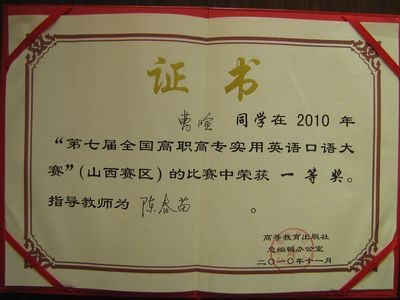 证书
曹暄 同学在 2010 年
“第七届全国高职高专实用英语口语大
赛”(山西赛区)的比赛中荣获 一等奖。
指导教师为 陈春苗 。
高等教育出版社
总编辑办公室
二〇一〇年十一月